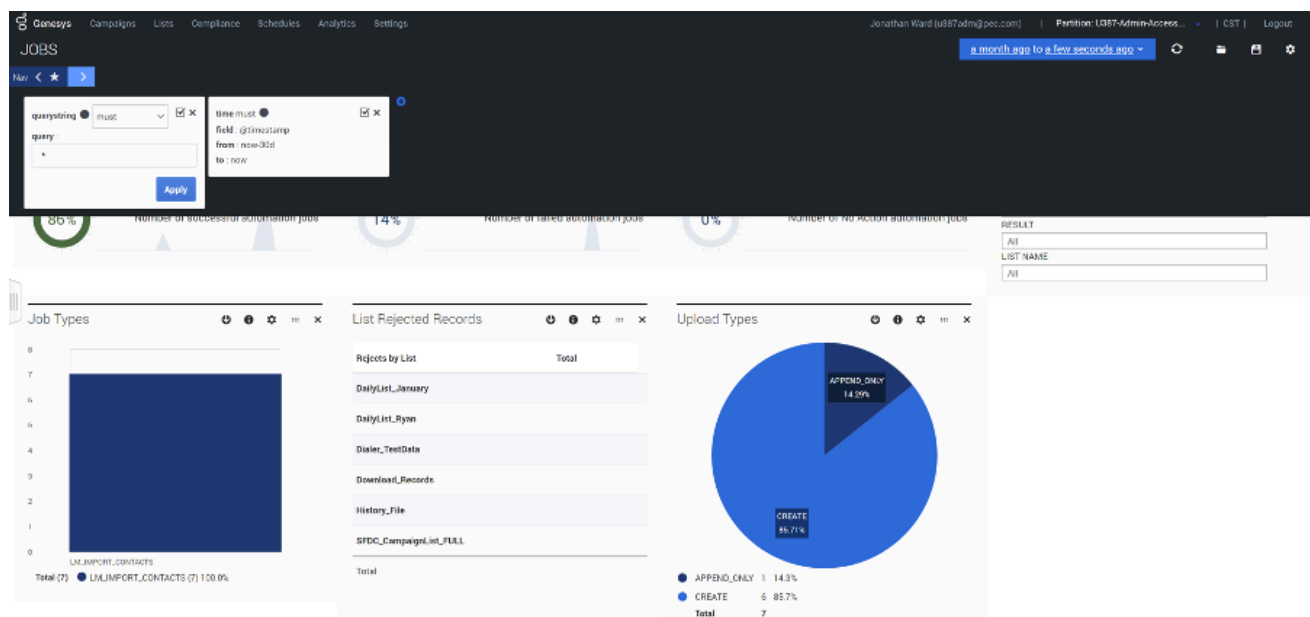 Genesys Campaigns Lists Compliance Schedules Analytics Settings Jonathan Ward (u387adm@pec.com) | Partition: U387-Admin-Access... | CST | Logout
JOBS a month ago to a few seconds ago
Nav
querystring must
query :
*
Apply
time must
field : @timestamp
from : now-30d
to : now
86% Number of successful automation jobs
14% Number of failed automation jobs
0% Number of No Action automation jobs
RESULT
All
LIST NAME
All
Job Types
8
7
6
5
4
3
2
1
0
LM_IMPORT_CONTACTS
Total (7) LM_IMPORT_CONTACTS (7) 100.0%
List Rejected Records
Rejects by List Total
DailyList_January
DailyList_Ryan
Dialer_TestData
Download_Records
History_File
SFDC_CampaignList_FULL
Total
Upload Types
APPEND_ONLY
14.29%
CREATE
85.71%
APPEND_ONLY 1 14.3%
CREATE 6 85.7%
Total 7